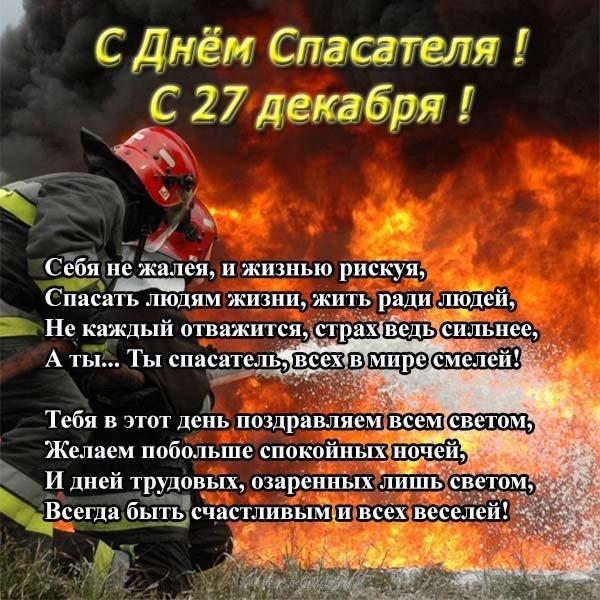 С Днём Спасателя !
С 27 декабря !
Себя не жалея, и жизнью рискуя,
Спасать людям жизни, жить ради людей,
Не каждый отважится, страх ведь сильнее,
А ты... Ты спасатель, всех в мире смелей!
Тебя в этот день поздравляем всем светом,
Желаем побольше спокойных ночей,
И дней трудовых, озаренных лишь светом,
Всегда быть счастливым и всех веселей!